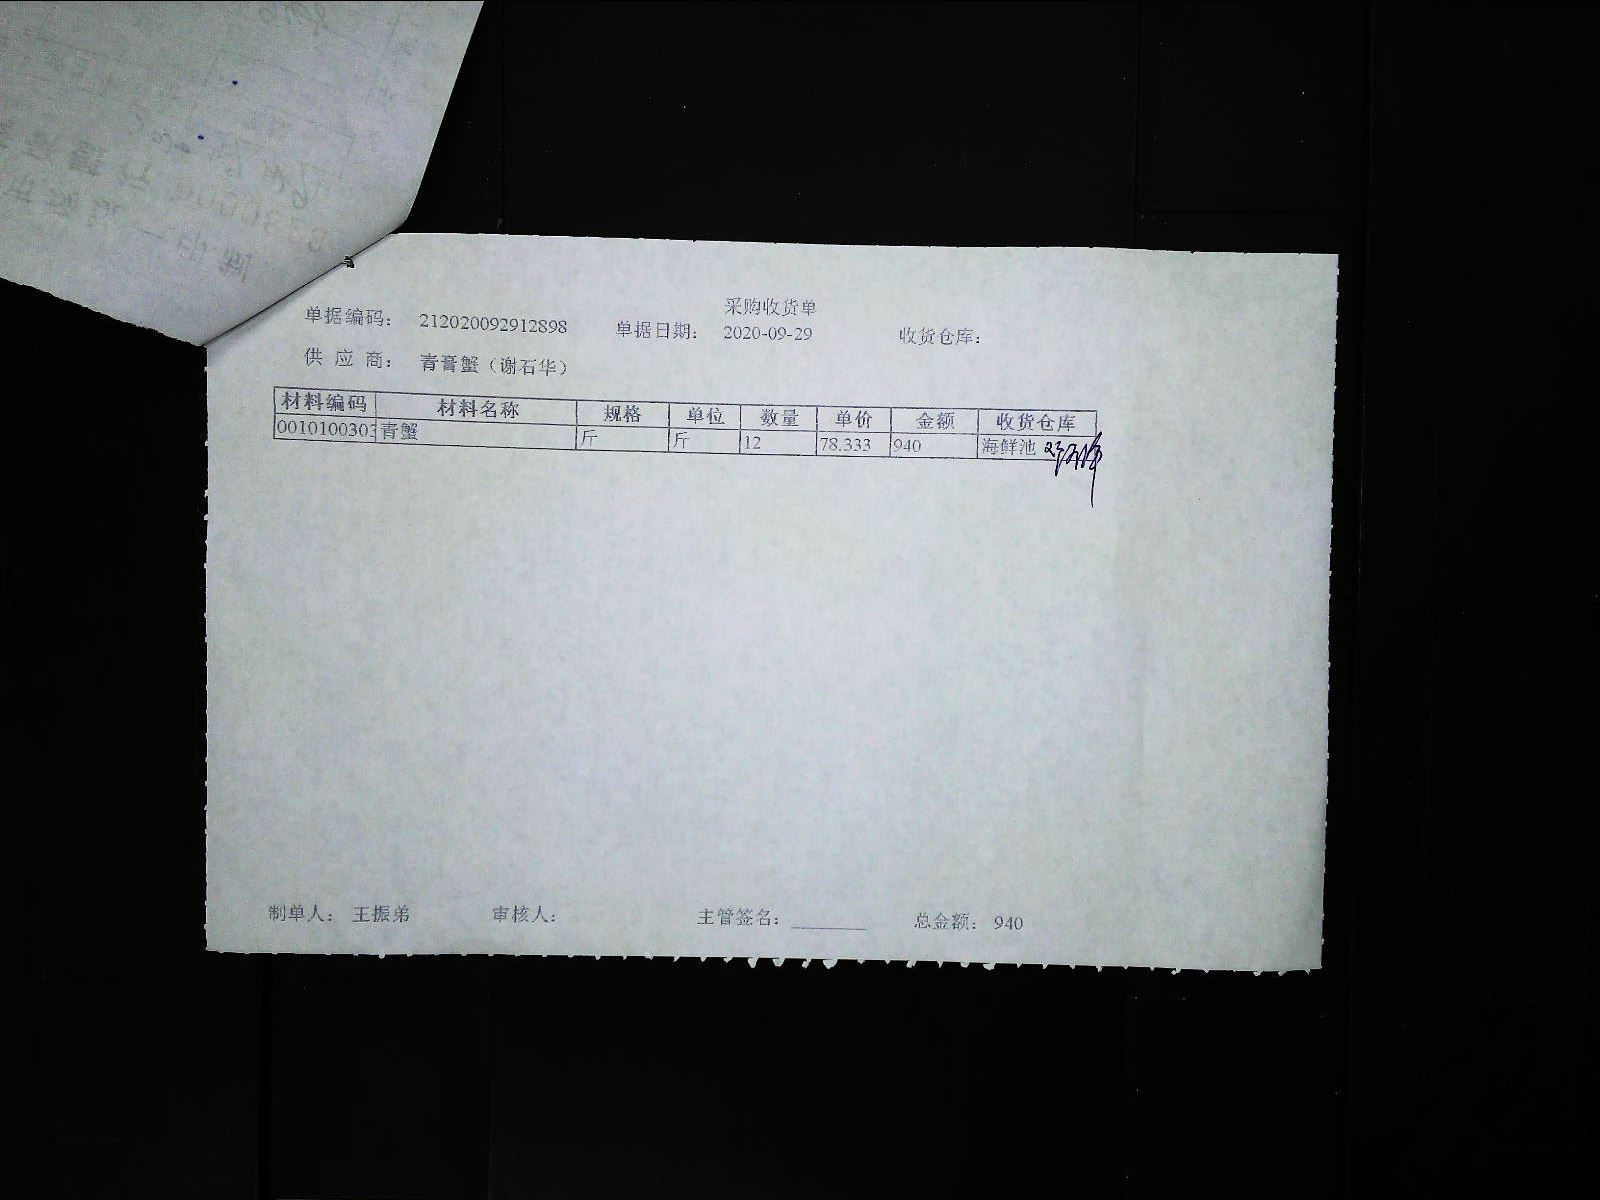 采购收货单
单据编码： 212020092912898 单据日期： 2020-09-29 收货仓库：
供 应 商： 青膏蟹（谢石华）
材料编码 材料名称 规格 单位 数量 单价 金额 收货仓库
0010100303 青蟹 斤 斤 12 78.333 940 海鲜池
制单人： 王振弟 审核人： 主管签名： ________ 总金额： 940